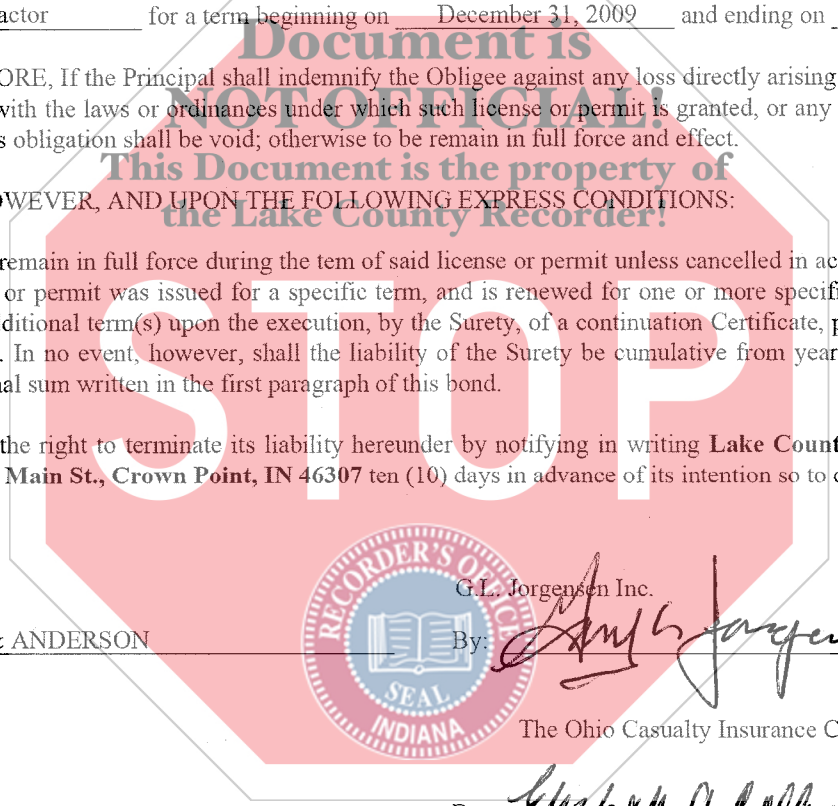 actor for a term beginning on December 31, 2009 and ending on
Document is
ORE, If the Principal shall indemnify the Obligee against any loss directly arising
with the laws or ordinances under which such license or permit is granted, or any
NOT OFFICIAL!
s obligation shall be void; otherwise to be remain in full force and effect.
This Document is the property of
OWEVER, AND UPON THE FOLLOWING EXPRESS CONDITIONS:
the Lake County Recorder!
remain in full force during the tem of said license or permit unless cancelled in ac
or permit was issued for a specific term, and is renewed for one or more specifi
ditional term(s) upon the execution, by the Surety, of a continuation Certificate, p
. In no event, however, shall the liability of the Surety be cumulative from year
al sum written in the first paragraph of this bond.
STOP
the right to terminate its liability hereunder by notifying in writing Lake Count
Main St., Crown Point, IN 46307 ten (10) days in advance of its intention so to d
RECORDER'S OFFICE
SEAL
INDIANA
G.L. Jorgensen Inc.
& ANDERSON
By:
The Ohio Casualty Insurance C